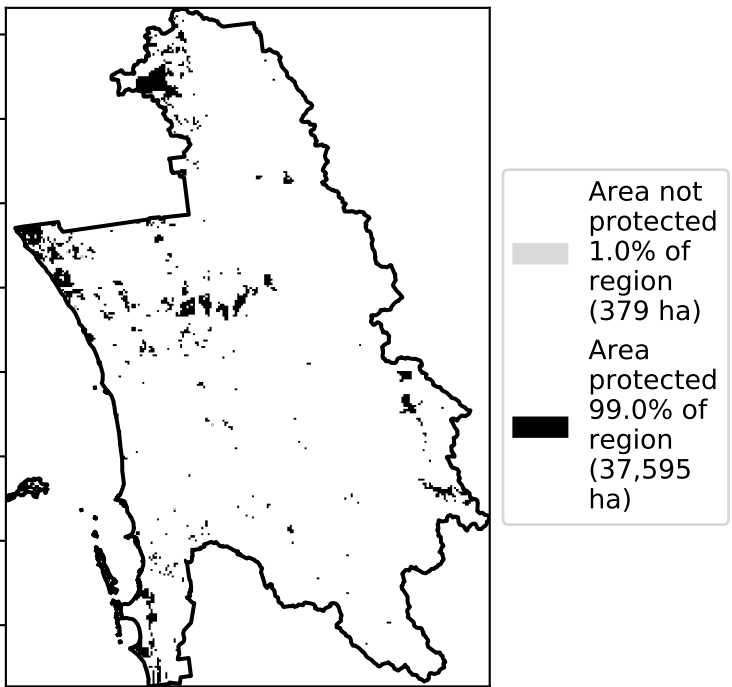 Area not
protected
1.0% of
region
(379 ha)
Area
protected
99.0% of
region
(37,595
ha)